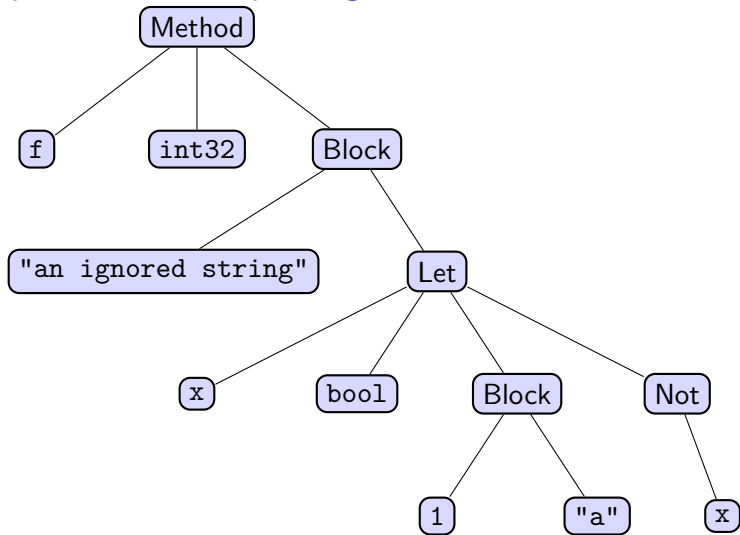 Method
f int32 Block
"an ignored string" Let
x bool Block Not
1 "a" x